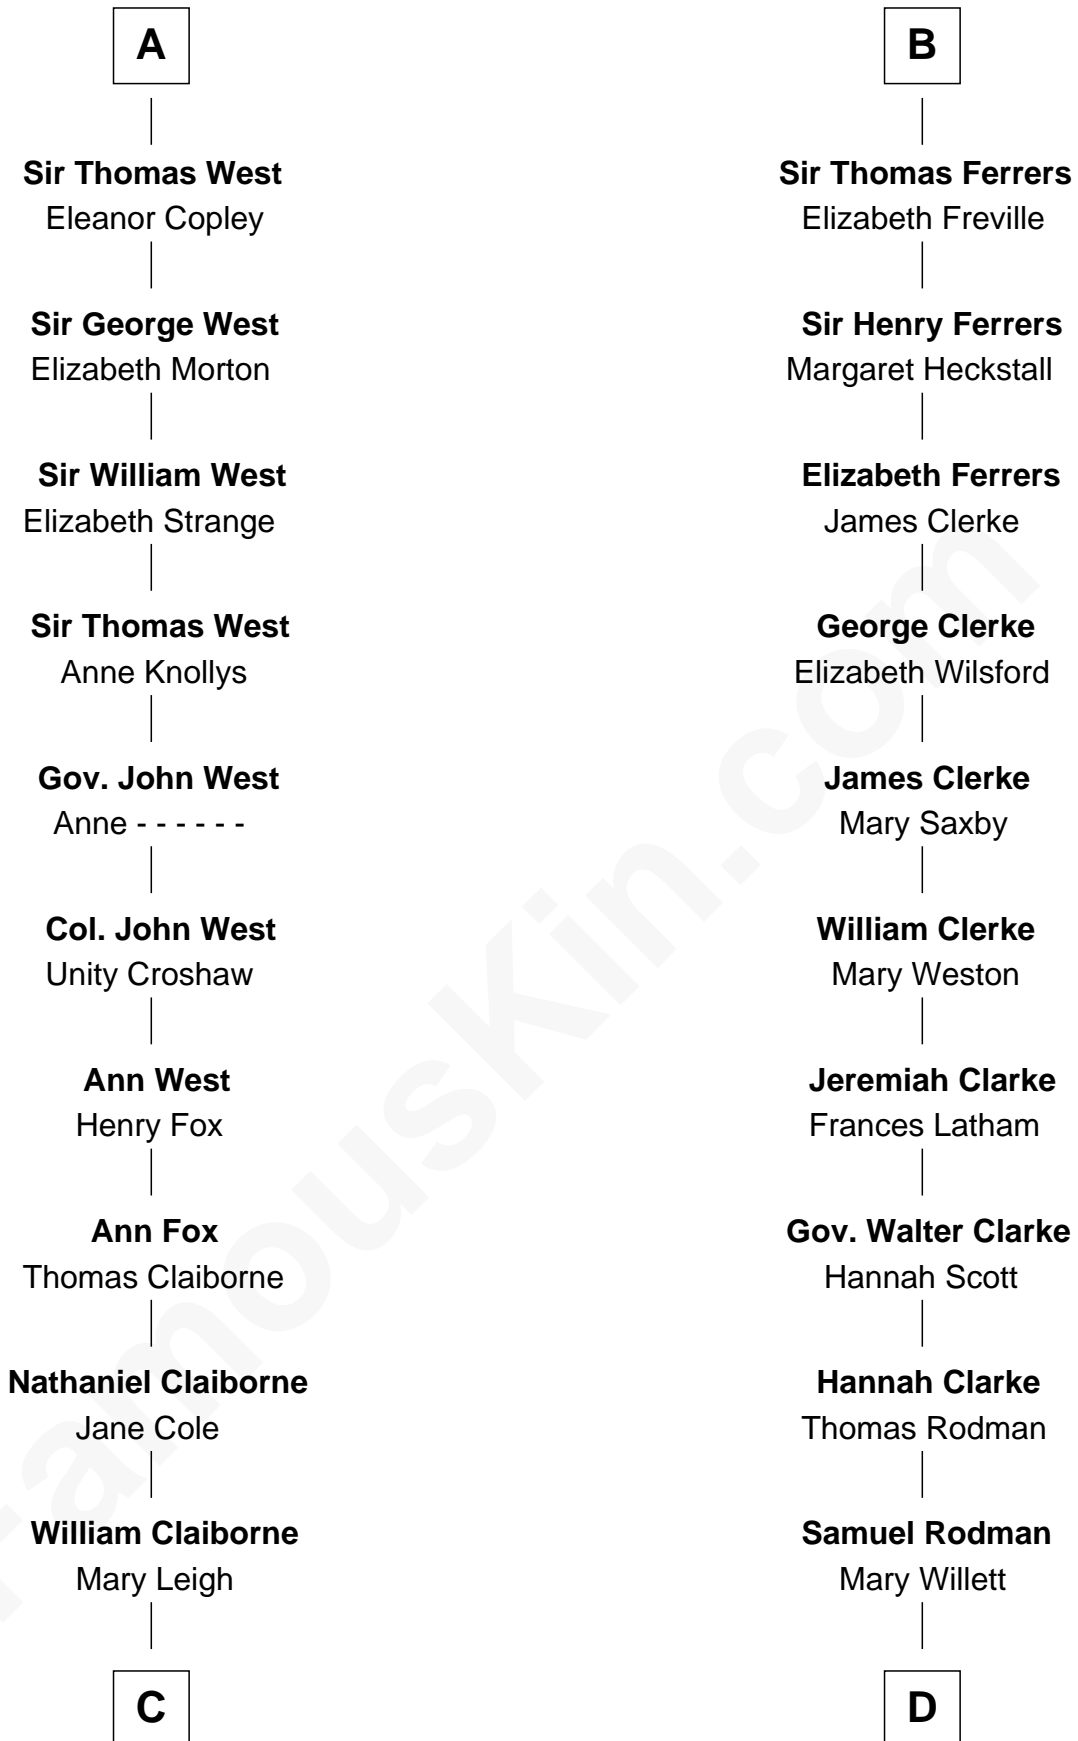 A
Sir Thomas West
Eleanor Copley
Sir George West
Elizabeth Morton
Sir William West
Elizabeth Strange
Sir Thomas West
Anne Knollys
Gov. John West
Anne - - - - - -
Col. John West
Unity Croshaw
Ann West
Henry Fox
Ann Fox
Thomas Claiborne
Nathaniel Claiborne
Jane Cole
William Claiborne
Mary Leigh
C
B
Sir Thomas Ferrers
Elizabeth Freville
Sir Henry Ferrers
Margaret Heckstall
Elizabeth Ferrers
James Clerke
George Clerke
Elizabeth Wilsford
James Clerke
Mary Saxby
William Clerke
Mary Weston
Jeremiah Clarke
Frances Latham
Gov. Walter Clarke
Hannah Scott
Hannah Clarke
Thomas Rodman
Samuel Rodman
Mary Willett
D
FamousKin.com